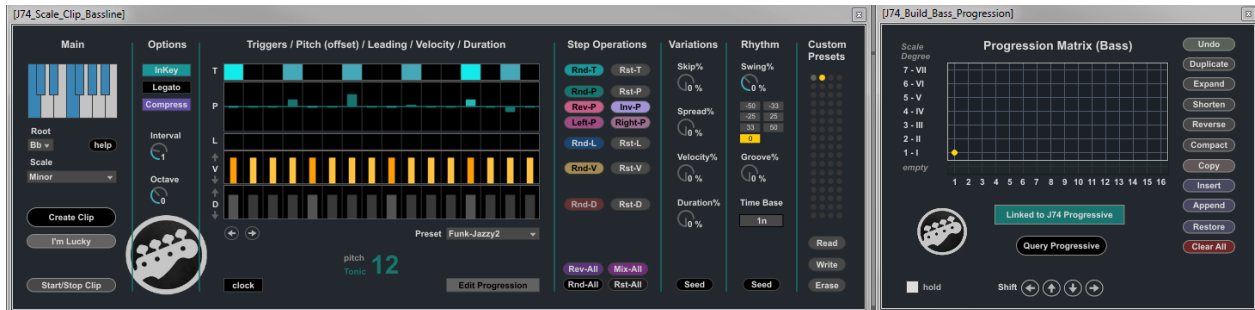 [J74_Scale_Clip_Bassline]
Main
Options
Triggers / Pitch (offset) / Leading / Velocity / Duration
Step Operations
Variations
Rhythm
Custom
Presets
InKey
Legato
Compress
Root
Bb
help
Scale
Minor
Interval
1
Octave
0
Create Clip
I'm Lucky
Start/Stop Clip
T
P
L
V
D
Preset Funk-Jazzy2
pitch
Tonic 12
clock
Edit Progression
Rnd-T Rst-T
Rnd-P Rst-P
Rev-P Inv-P
Left-P Right-P
Rnd-L Rst-L
Rnd-V Rst-V
Rnd-D Rst-D
Rev-All Mix-All
Rnd-All Rst-All
Skip%
0 %
Spread%
0 %
Velocity%
0 %
Duration%
0 %
Seed
Swing%
0 %
-50 -33
-25 25
33 50
0
Groove%
0 %
Time Base
1n
Seed
Read
Write
Erase
[J74_Build_Bass_Progression]
Scale
Degree
Progression Matrix (Bass)
7 - VII
6 - VI
5 - V
4 - IV
3 - III
2 - II
1 - I
empty
1 2 3 4 5 6 7 8 9 10 11 12 13 14 15 16
Linked to J74 Progressive
Query Progressive
hold
Shift
Undo
Duplicate
Expand
Shorten
Reverse
Compact
Copy
Insert
Append
Restore
Clear All